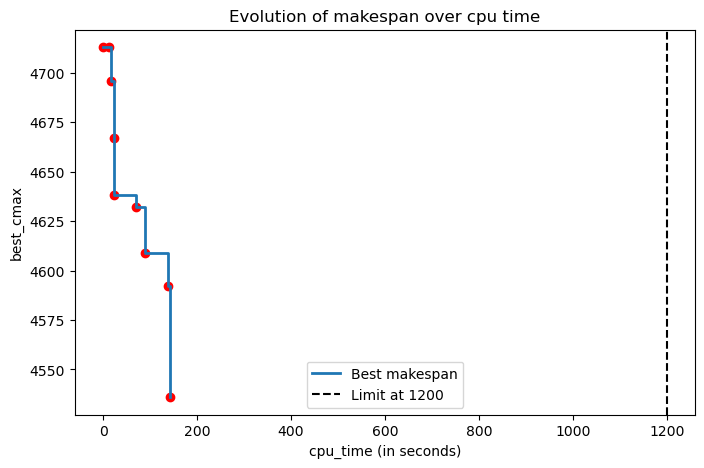 Evolution of makespan over cpu time
best_cmax
4700
4675
4650
4625
4600
4575
4550
Best makespan
Limit at 1200
0 200 400 600 800 1000 1200
cpu_time (in seconds)